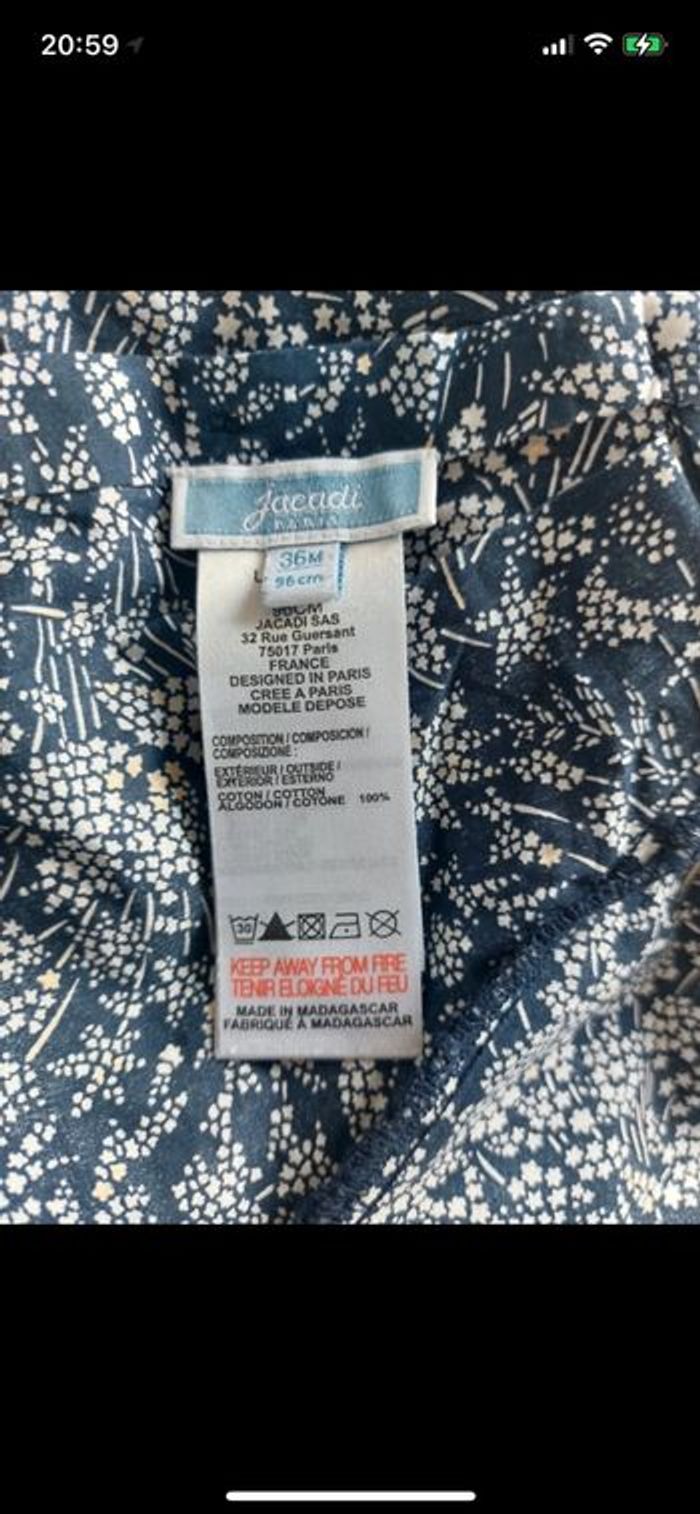 20:59
jacadi
PARIS
36M
96cm
96CM
JACADI SAS
32 Rue Guersant
75017 Paris
FRANCE
DESIGNED IN PARIS
CREE A PARIS
MODELE DEPOSE
COMPOSITION / COMPOSICION /
COMPOSIZIONE :
EXTÉRIEUR / OUTSIDE /
EXTERIOR / ESTERNO
COTON / COTTON
ALGODON / COTONE 100%
30
KEEP AWAY FROM FIRE
TENIR ELOIGNÉ DU FEU
MADE IN MADAGASCAR
FABRIQUÉ À MADAGASCAR